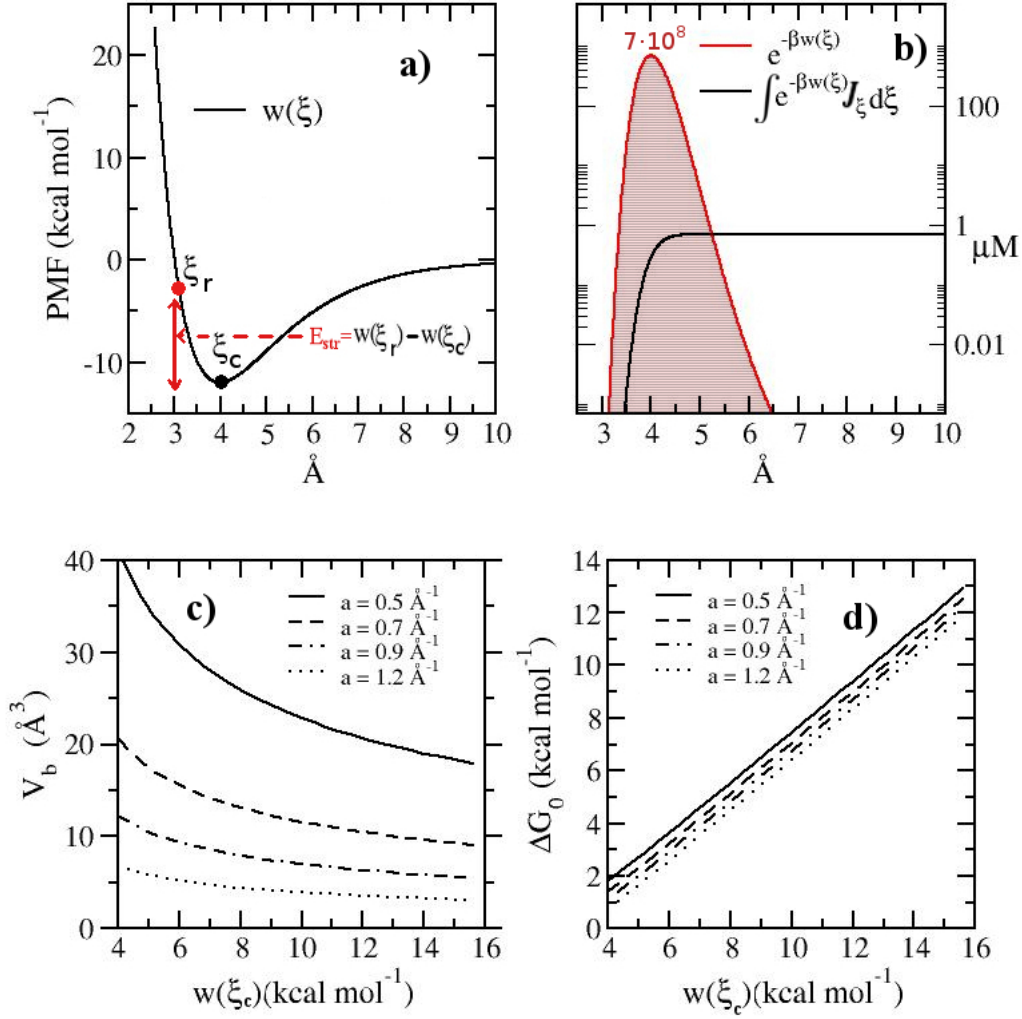 a)
w(ξ)
ξr
Estr=w(ξr)−w(ξc)
ξc
PMF (kcal mol-1)
20
10
0
-10
2 3 4 5 6 7 8 9 10
Å
b)
7·10^8
e^-βw(ξ)
∫e^-βw(ξ)Jξdξ
100
1
μM
0.01
3 4 5 6 7 8 9 10
Å
c)
a = 0.5 Å-1
a = 0.7 Å-1
a = 0.9 Å-1
a = 1.2 Å-1
Vb (Å3)
40
30
20
10
0
4 6 8 10 12 14 16
w(ξc)(kcal mol-1)
d)
a = 0.5 Å-1
a = 0.7 Å-1
a = 0.9 Å-1
a = 1.2 Å-1
ΔG0 (kcal mol-1)
14
12
10
8
6
4
2
0
4 6 8 10 12 14 16
w(ξc)(kcal mol-1)